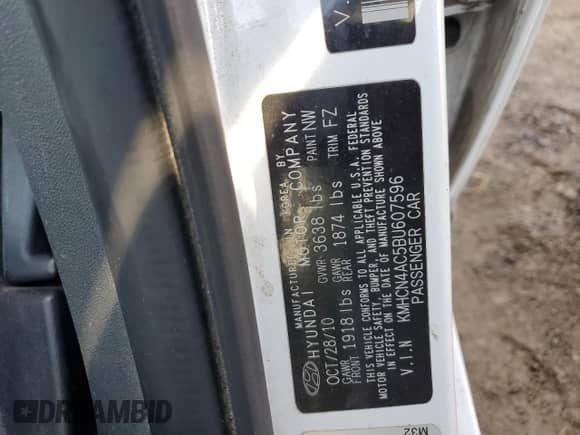 MANUFACTURED IN KOREA BY
HYUNDAI MOTOR COMPANY
OCT/28/10 GVWR 3638 lbs PAINT NW
GAWR FRONT 1918 lbs GAWR REAR 1874 lbs TRIM FZ
THIS VEHICLE CONFORMS TO ALL APPLICABLE U.S.A. FEDERAL
MOTOR VEHICLE SAFETY, BUMPER, AND THEFT PREVENTION STANDARDS
IN EFFECT ON THE DATE OF MANUFACTURE SHOWN ABOVE
V.I.N KMHCN4AC5BU607596
PASSENGER CAR
V.
M32
DREAMBID